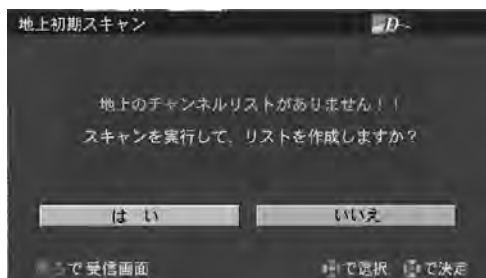 地上初期スキャン
地上のチャンネルリストがありません！！
スキャンを実行して、リストを作成しますか？
はい いいえ
で受信画面 で選択 で決定